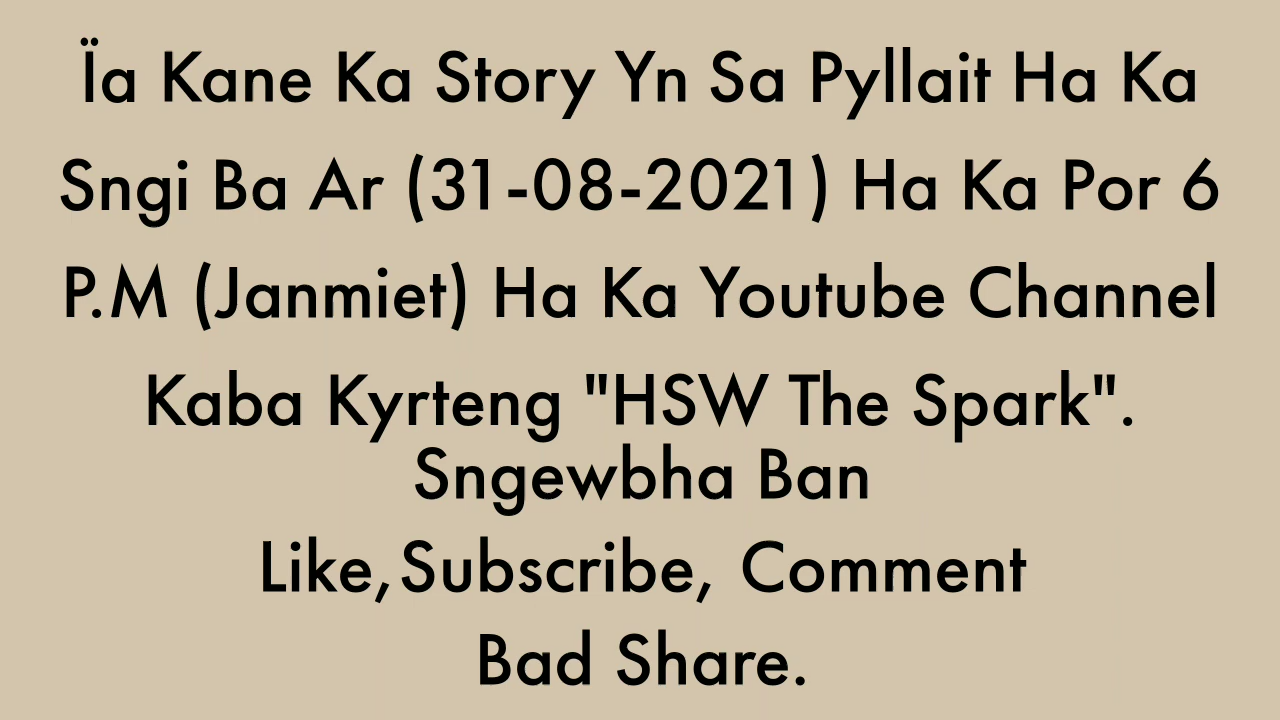 Ïa Kane Ka Story Yn Sa Pyllait Ha Ka
Sngi Ba Ar (31-08-2021) Ha Ka Por 6
P.M (Janmiet) Ha Ka Youtube Channel
Kaba Kyrteng "HSW The Spark".
Sngewbha Ban
Like,Subscribe, Comment
Bad Share.